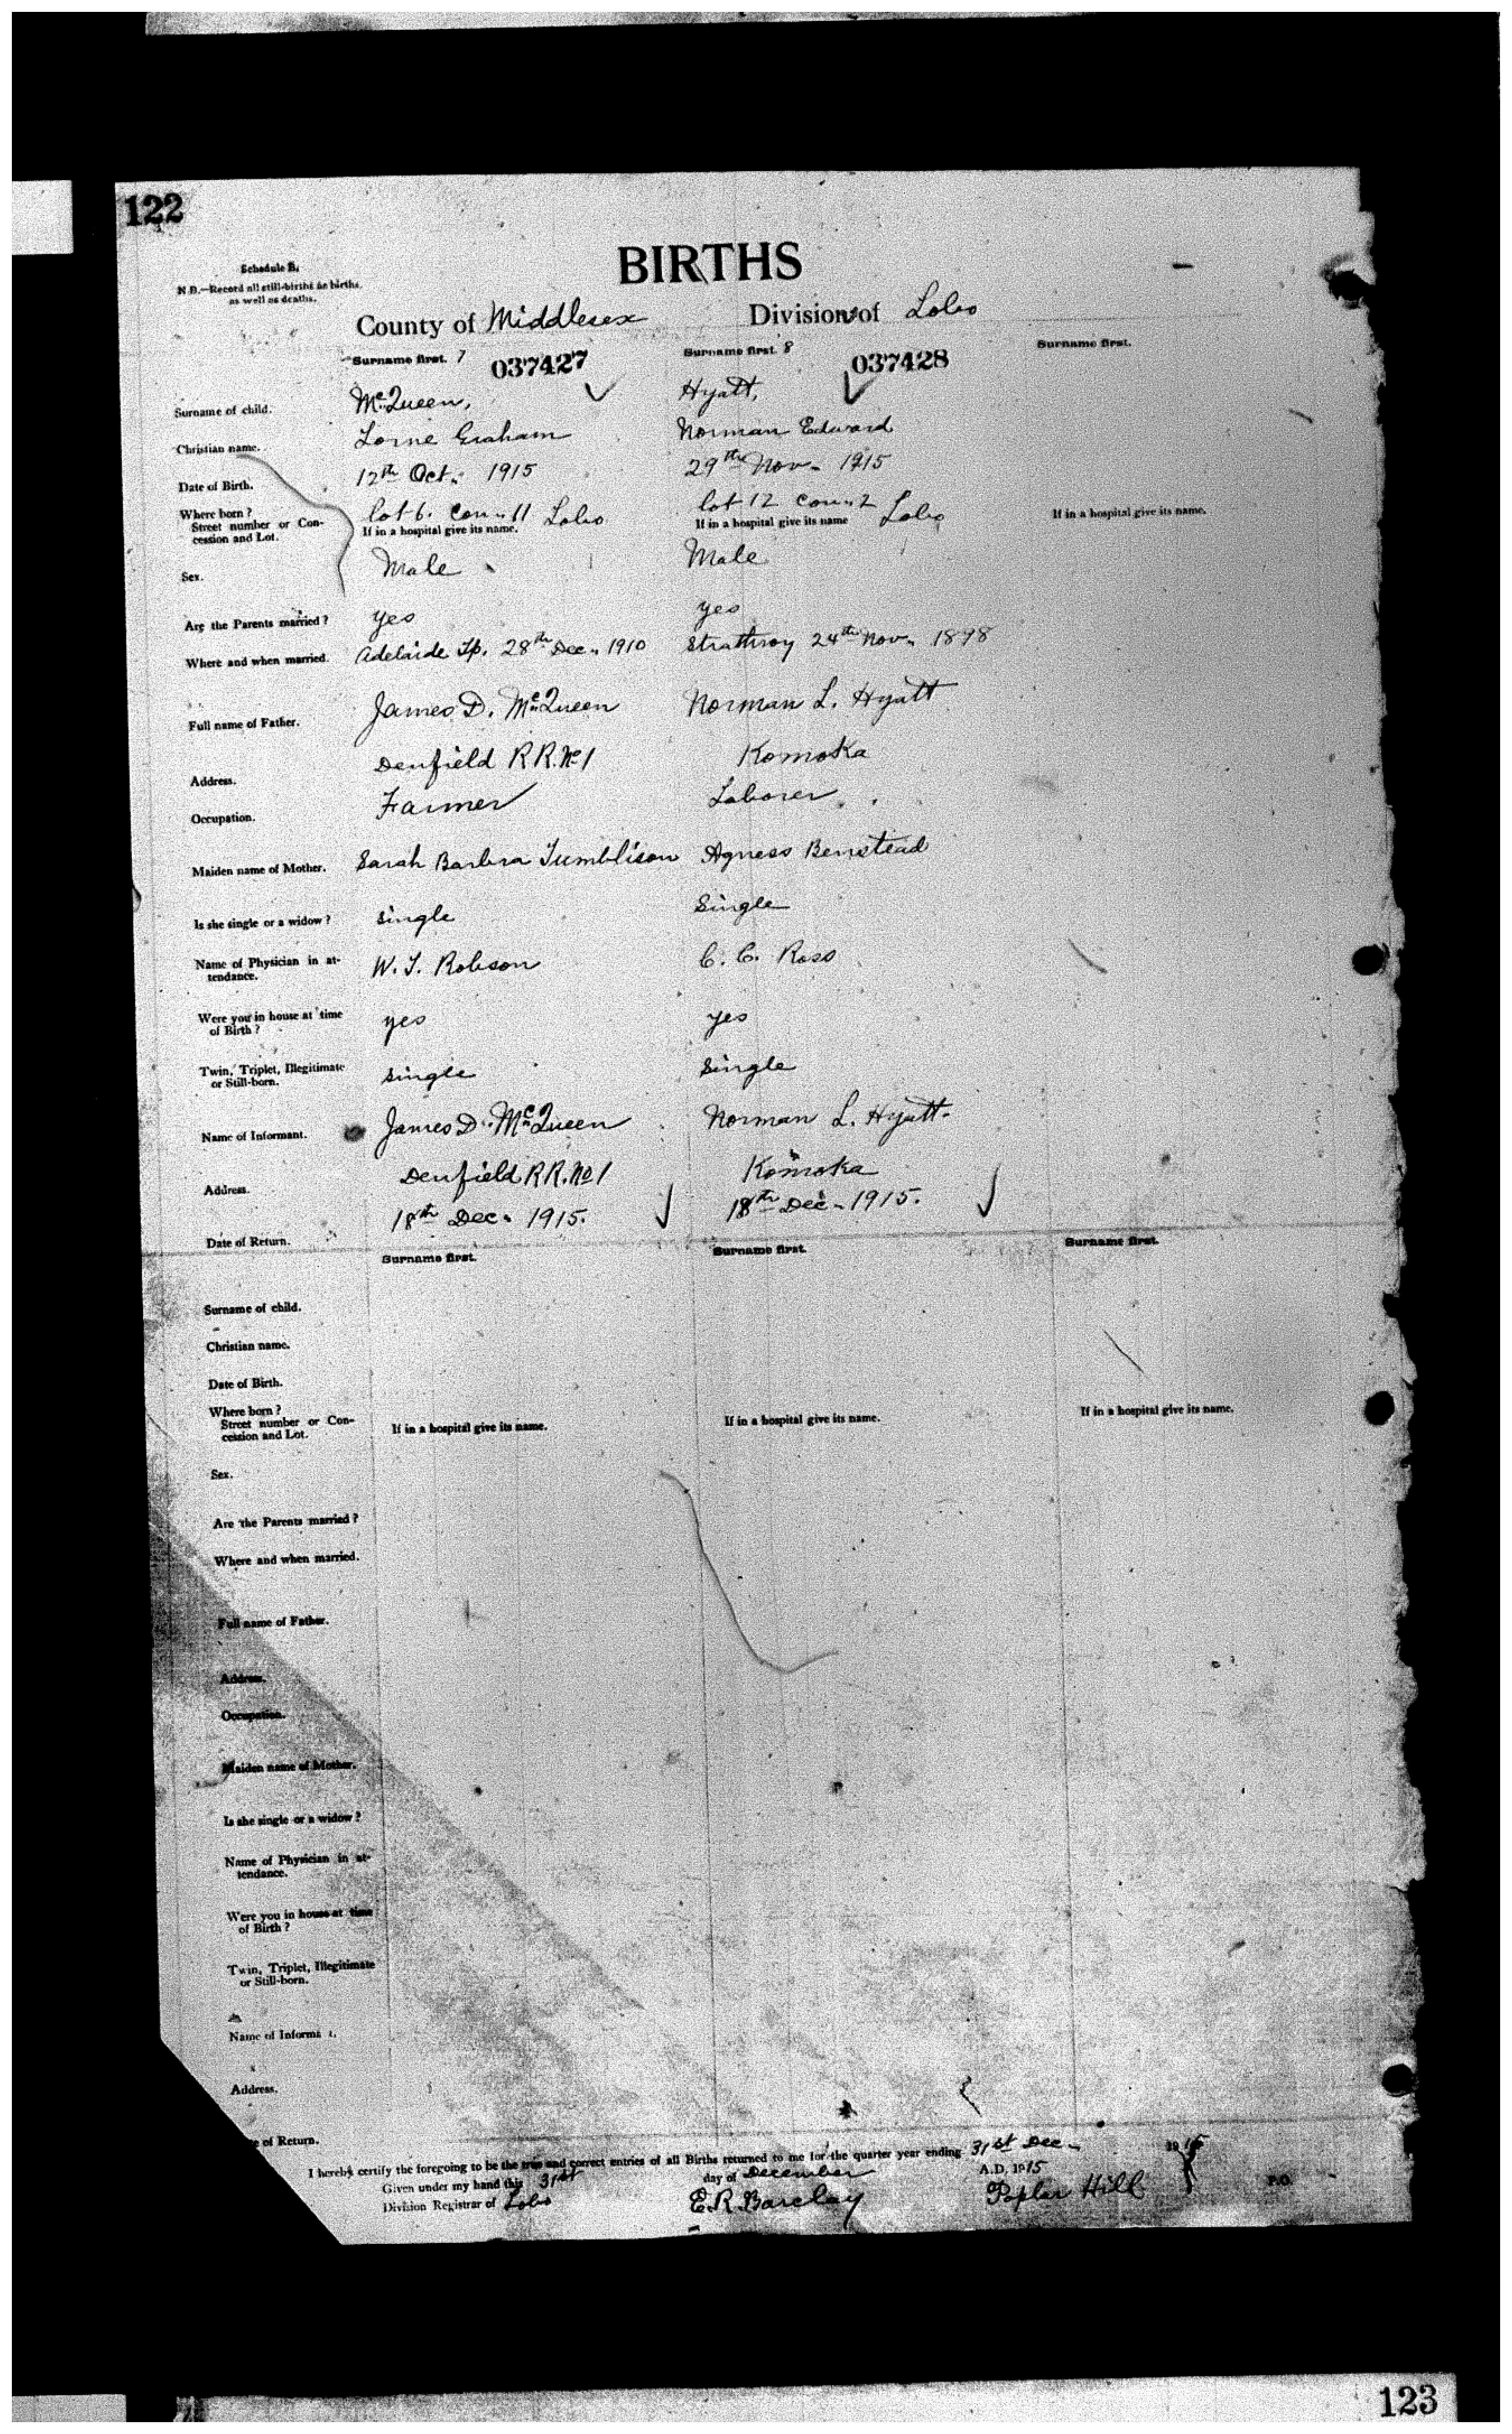 122
Schedule B.
N.B.—Record all still-births as births,
as well as deaths.
BIRTHS
County of Middlesex Division of Lobo
Surname first. 7 037427 Surname first. 8 037428 Surname first.
Surname of child. McQueen, Hyatt,
Christian name. Lorne Graham Norman Edward
Date of Birth. 12th Oct. 1915 29th Nov. 1915
Where born? lot 6. Con. 11 Lobo lot 12 con. 2 Lobo
Street number or Con- If in a hospital give its name. If in a hospital give its name If in a hospital give its name.
cession and Lot.
Sex. Male Male
Are the Parents married? yes yes
Where and when married. Adelaide Tp. 28th Dec. 1910 Strathroy 24th Nov. 1898
Full name of Father. James D. McQueen Norman L. Hyatt
Address. Denfield R R. No 1 Komoka
Occupation. Farmer Laborer
Maiden name of Mother. Sarah Barbra Tumblison Agness Benstead
Is she single or a widow? single Single
Name of Physician in at- W. J. Robson C. C. Ross
tendance.
Were you in house at time yes yes
of Birth?
Twin, Triplet, Illegitimate single Single
or Still-born.
Name of Informant. James D. McQueen Norman L. Hyatt
Address. Denfield R R. No 1 Komoka
Date of Return. 18th Dec. 1915. 18th Dec. 1915.
Surname first. Surname first. Surname first.
Surname of child.
Christian name.
Date of Birth.
Where born?
Street number or Con- If in a hospital give its name. If in a hospital give its name. If in a hospital give its name.
cession and Lot.
Sex.
Are the Parents married?
Where and when married.
Full name of Father.
Address.
Occupation.
Maiden name of Mother.
Is she single or a widow?
Name of Physician in at-
tendance.
Were you in house at time
of Birth?
Twin, Triplet, Illegitimate
or Still-born.
Name of Informa t.
Address.
e of Return.
I hereby certify the foregoing to be the true and correct entries of all Births returned to me for the quarter year ending 31st Dec. 1915
Given under my hand this 31st day of December A.D. 1915
Division Registrar of Lobo E.R. Barclay Poplar Hill P.O.
123